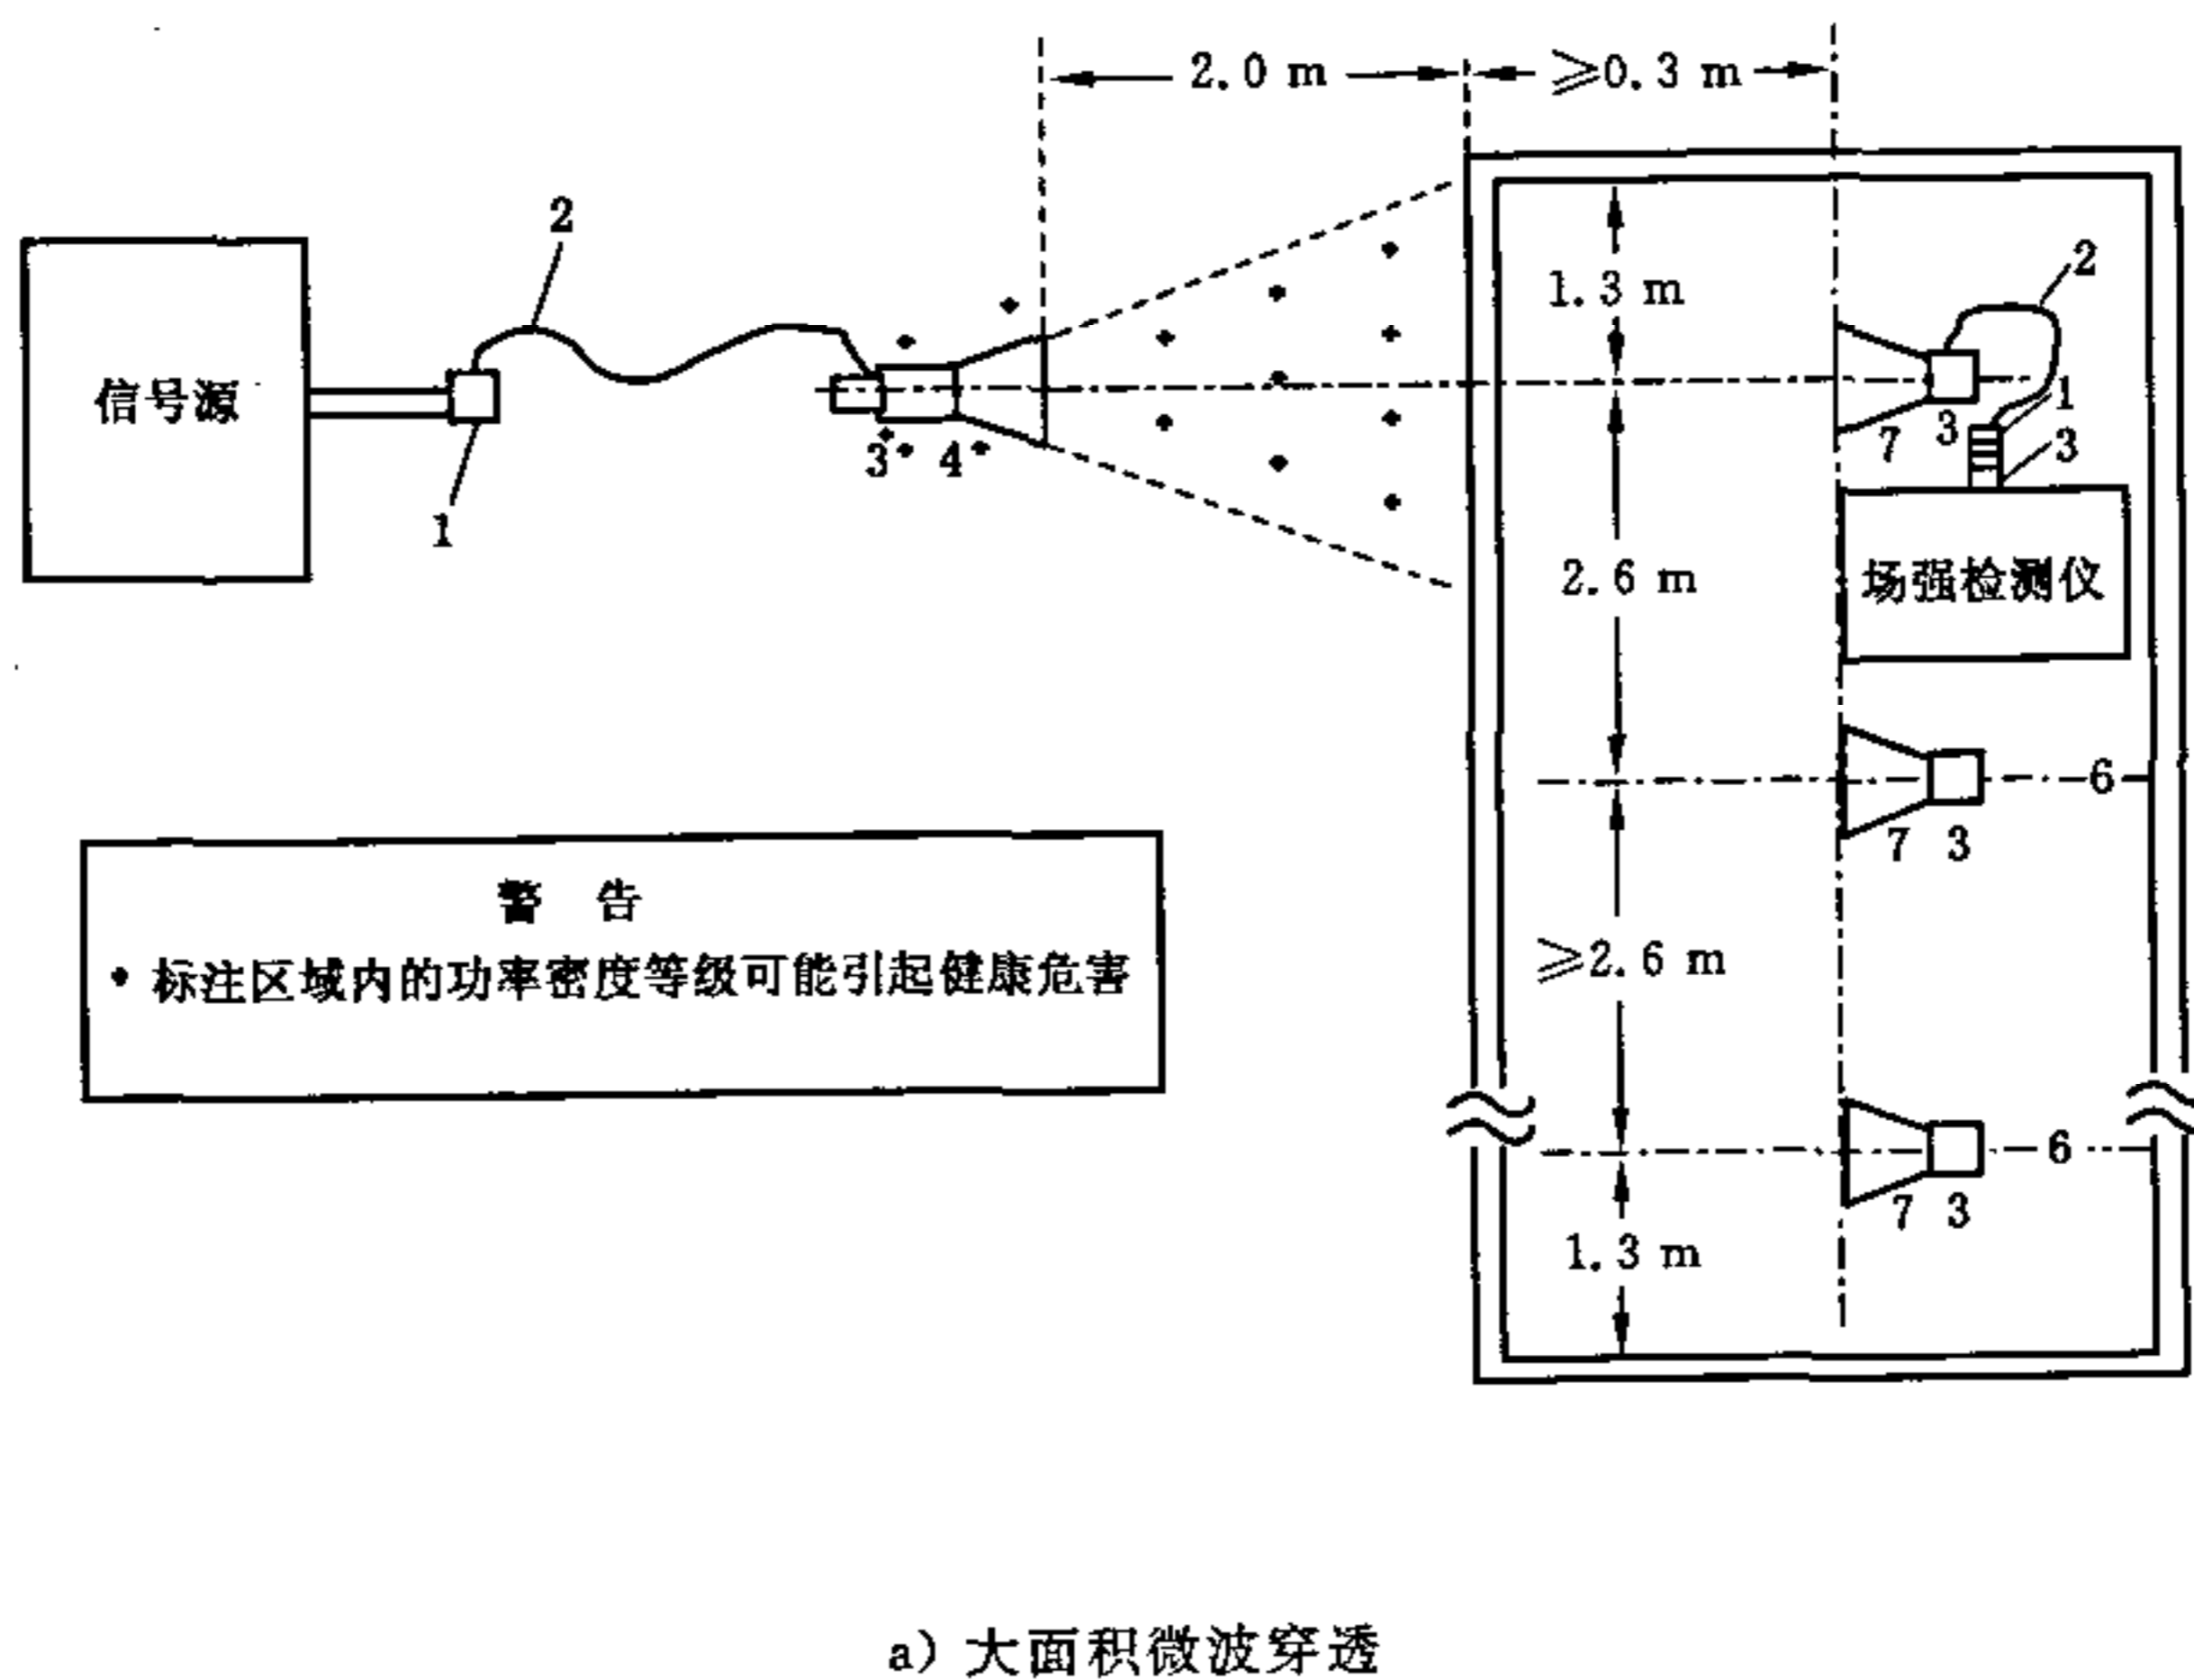 2.0 m
≥0.3 m
2
信号源
1
3
4
1.3 m
2
1
3
7
3
场强检测仪
2.6 m
6
7 3
≥2.6 m
6
7 3
1.3 m
警 告
• 标注区域内的功率密度等级可能引起健康危害
a) 大面积微波穿透